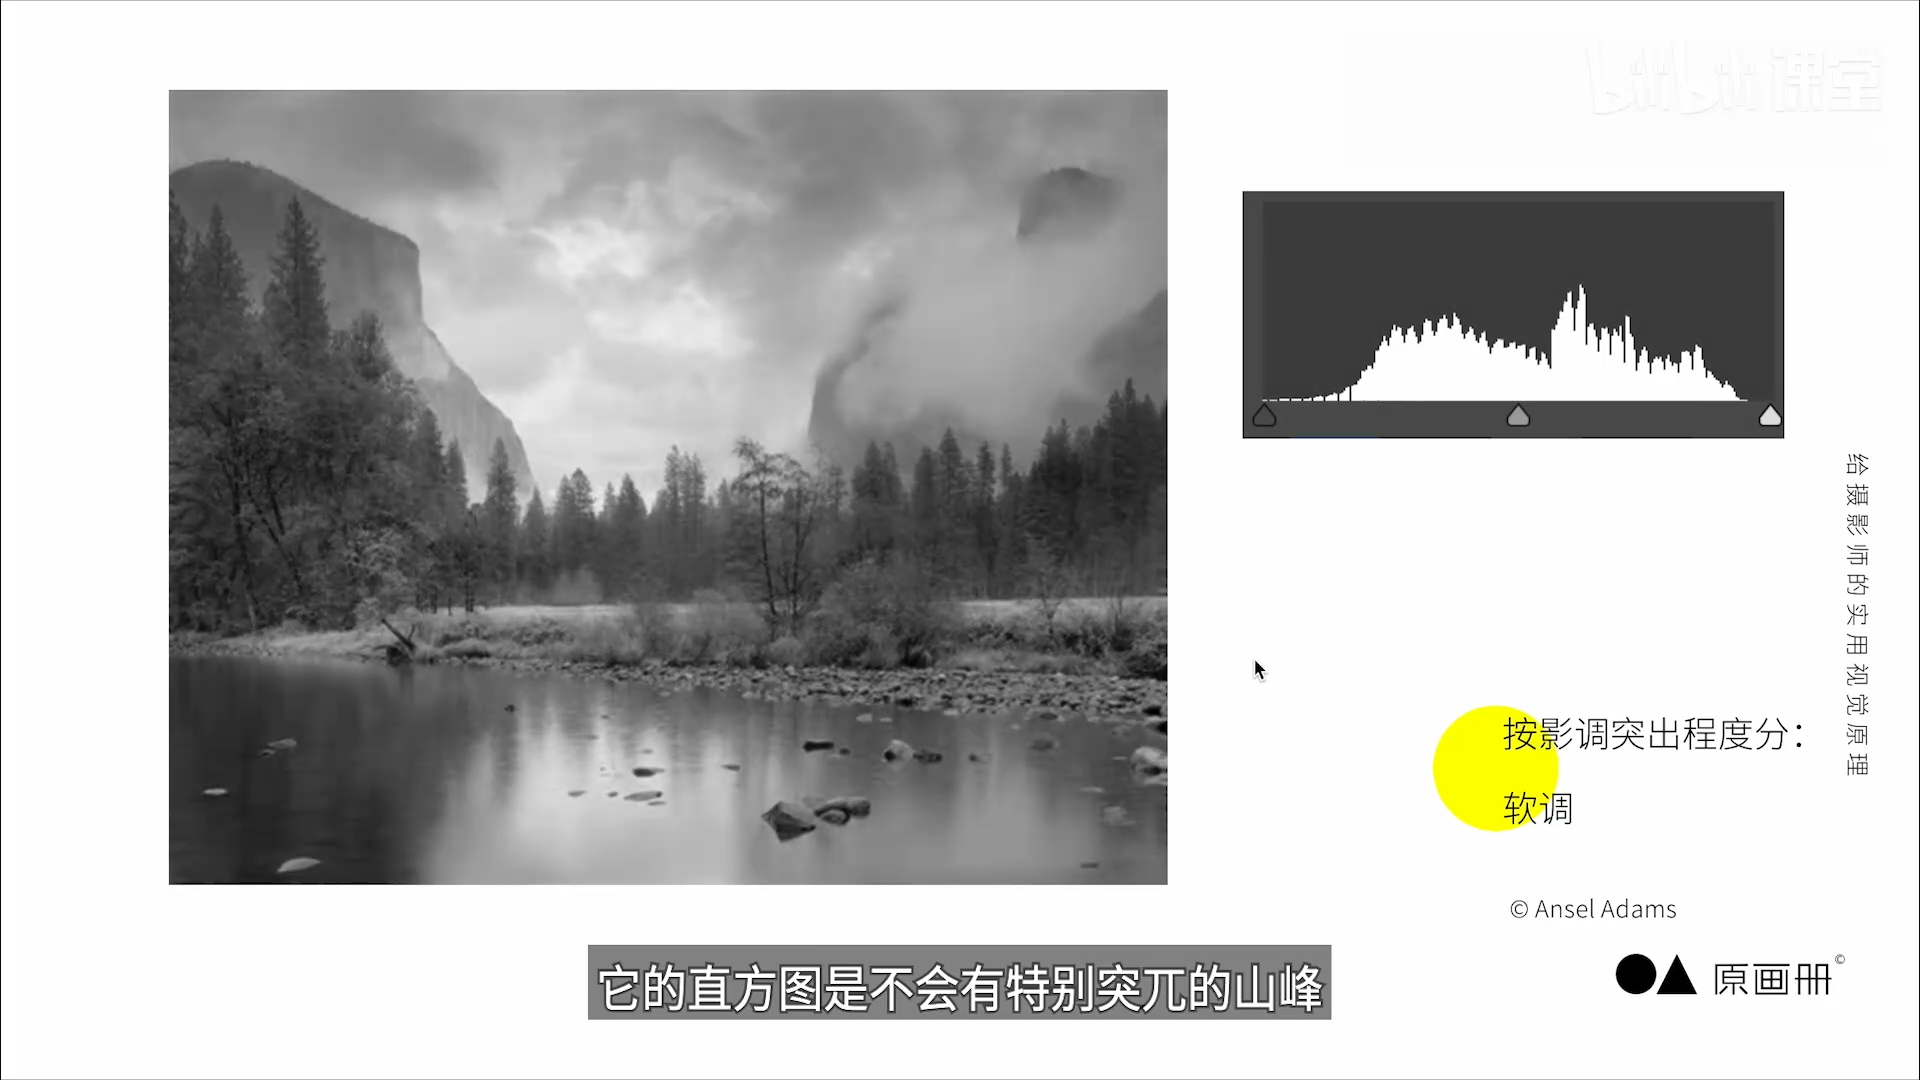 bilibili课堂
给摄影师的实用视觉原理
按影调突出程度分：
软调
© Ansel Adams
原画册©
它的直方图是不会有特别突兀的山峰